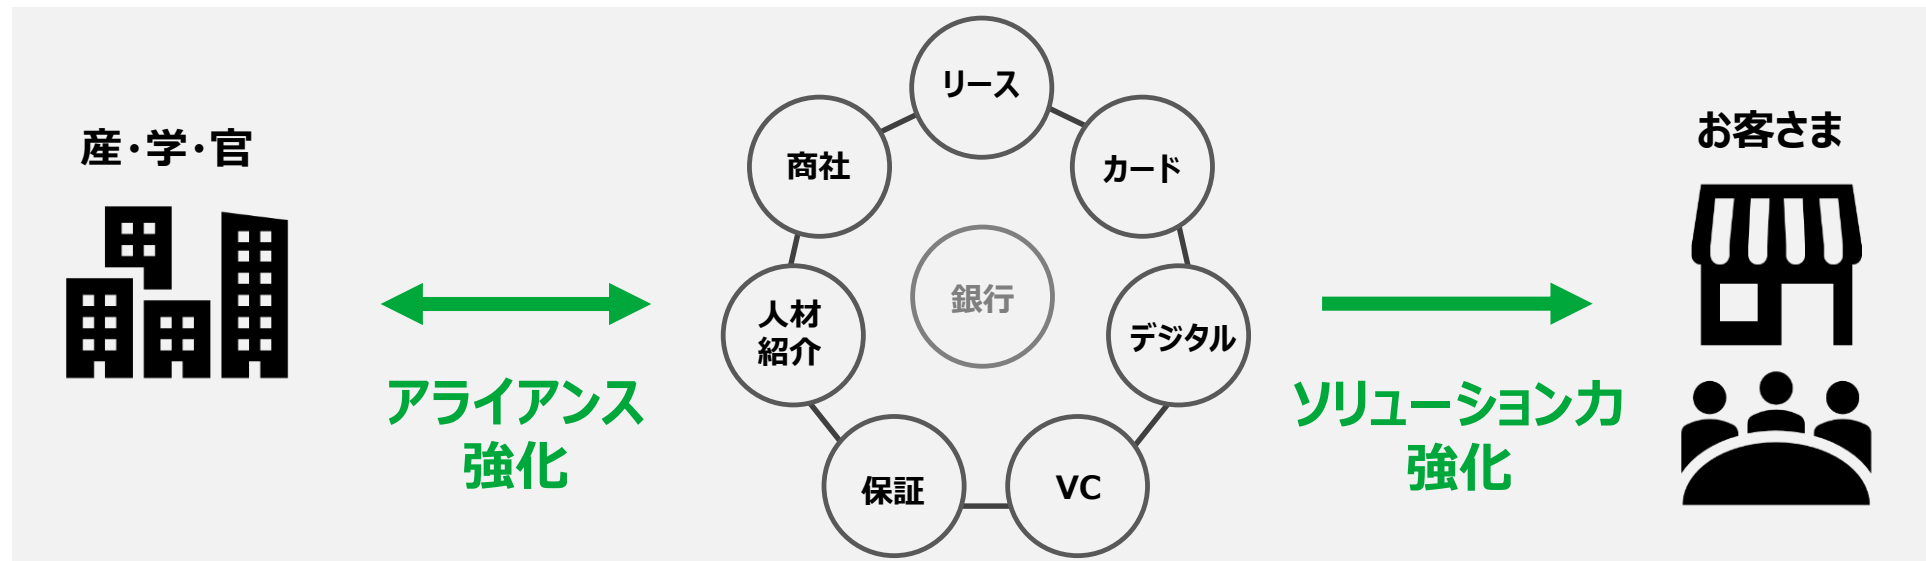 産・学・官
アライアンス
強化
リース
商社
カード
銀行
人材
紹介
デジタル
保証
VC
ソリューション力
強化
お客さま